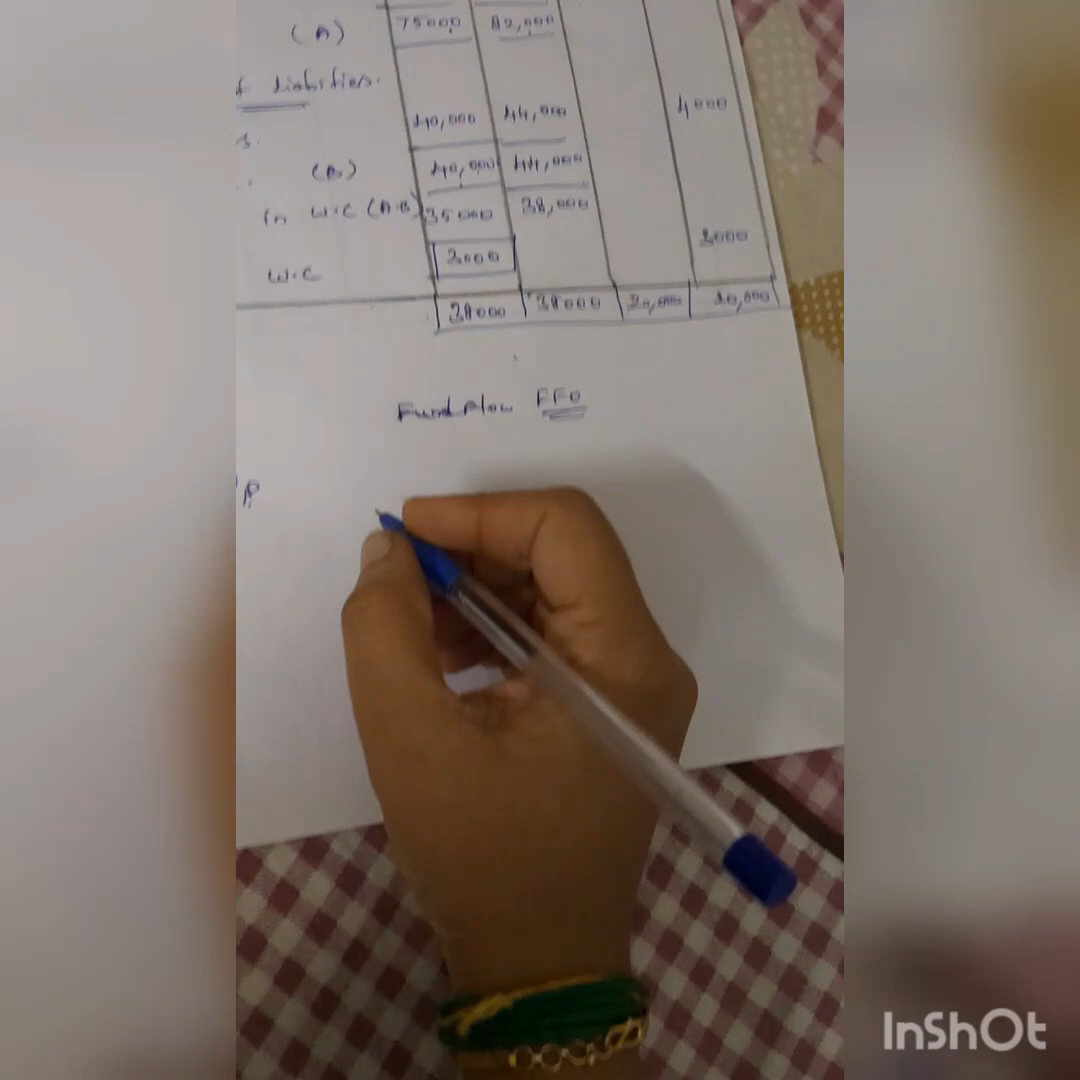 (A) 75000 82,000
t Liabities.
40,000 44,000 4000
s.
(B) 40,000 44,000
in W.C (A-B) 35000 38,000
3000
W.C 3000
38000 38000 20,000 20,000
Fund Flow FFO
P
InShOt